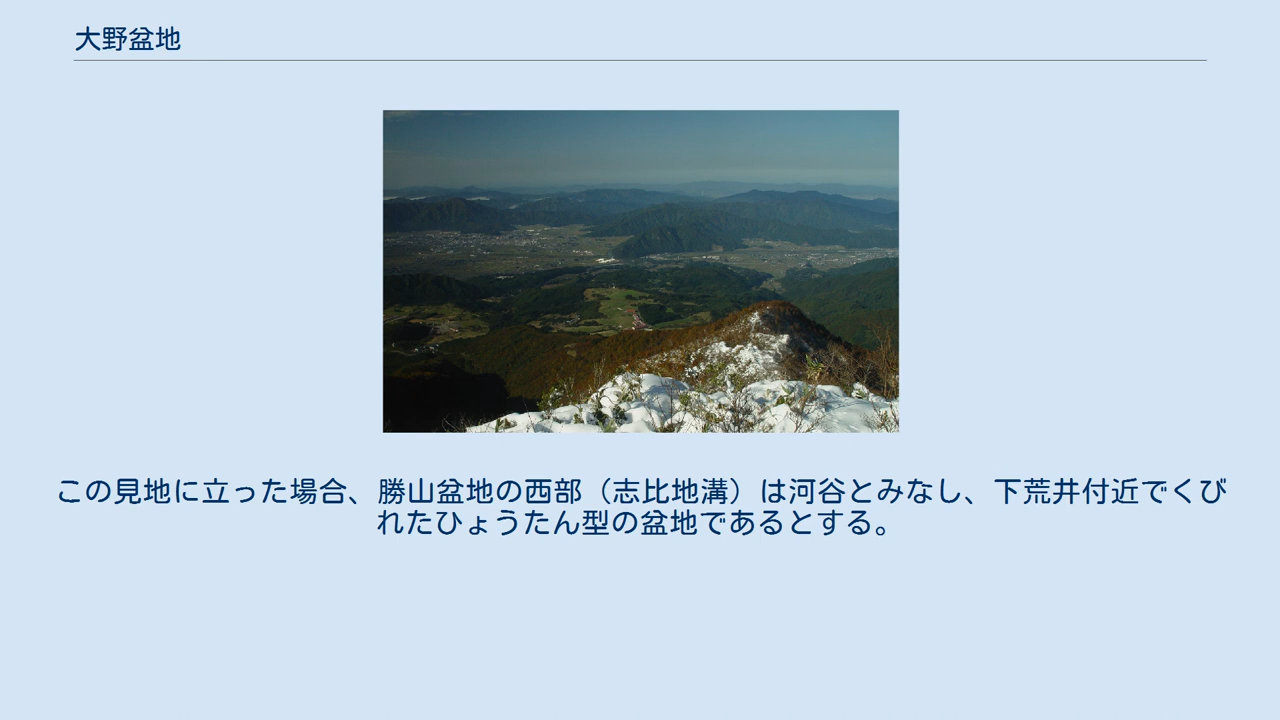 大野盆地
この見地に立った場合、勝山盆地の西部（志比地溝）は河谷とみなし、下荒井付近でくび
れたひょうたん型の盆地であるとする。